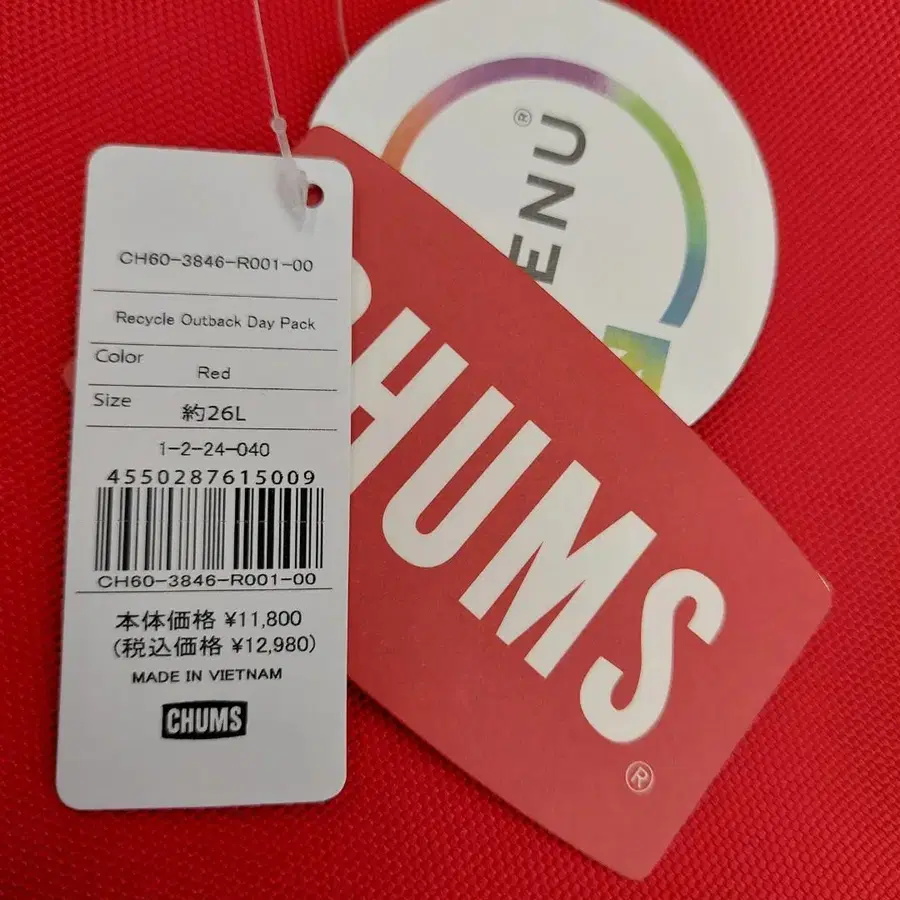 CH60-3846-R001-00
Recycle Outback Day Pack
Color
Red
Size
約26L
1-2-24-040
4550287615009
CH60-3846-R001-00
本体価格 ¥11,800
(税込価格 ¥12,980)
MADE IN VIETNAM
CHUMS
CHUMS
®
ENU
®